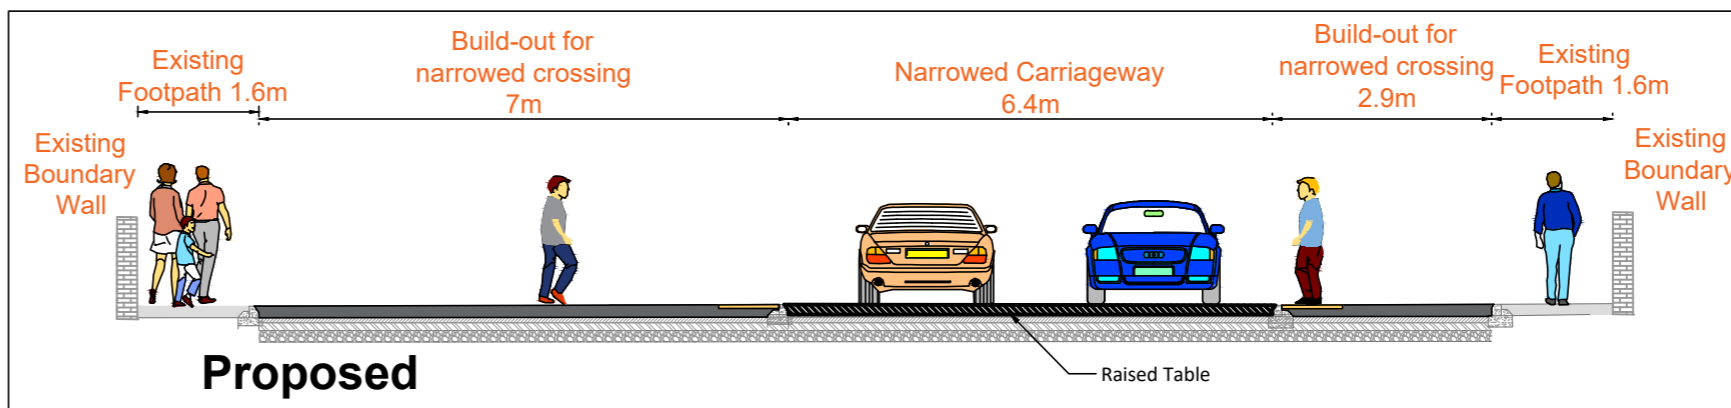 Existing
Footpath 1.6m
Build-out for
narrowed crossing
7m
Narrowed Carriageway
6.4m
Build-out for
narrowed crossing
2.9m
Existing
Footpath 1.6m
Existing
Boundary
Wall
Existing
Boundary
Wall
Proposed
Raised Table